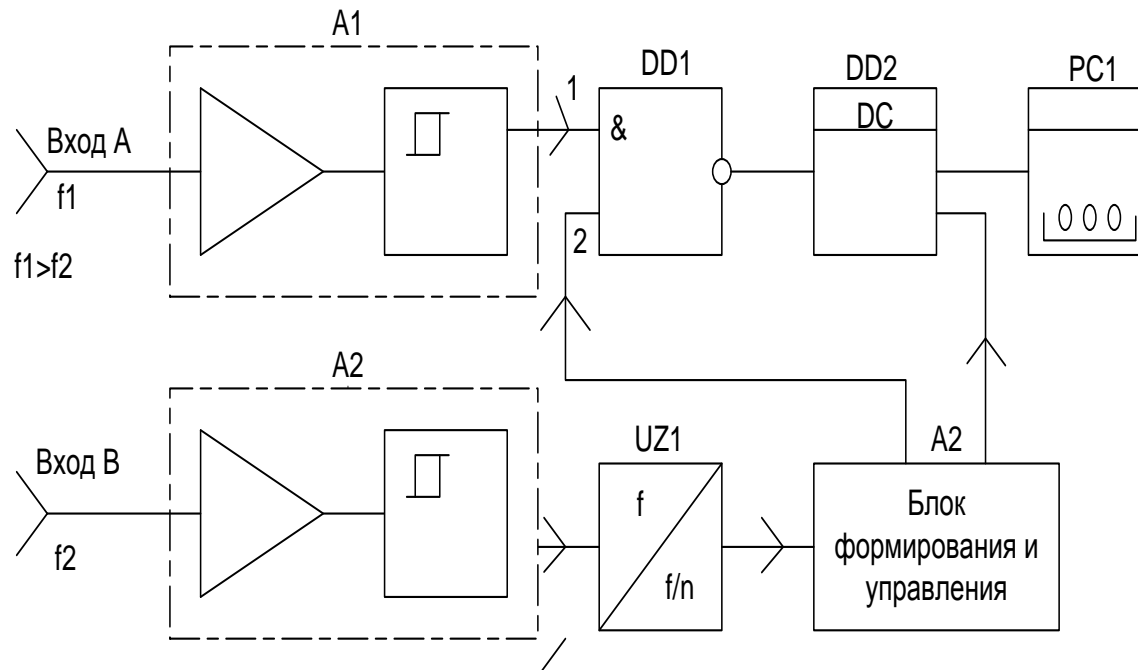 A1
DD1
DD2
PC1
1
&
DC
Вход A
f1
f1>f2
2
000
A2
UZ1
A2
Вход B
f2
f
f/n
Блок
формирования и
управления